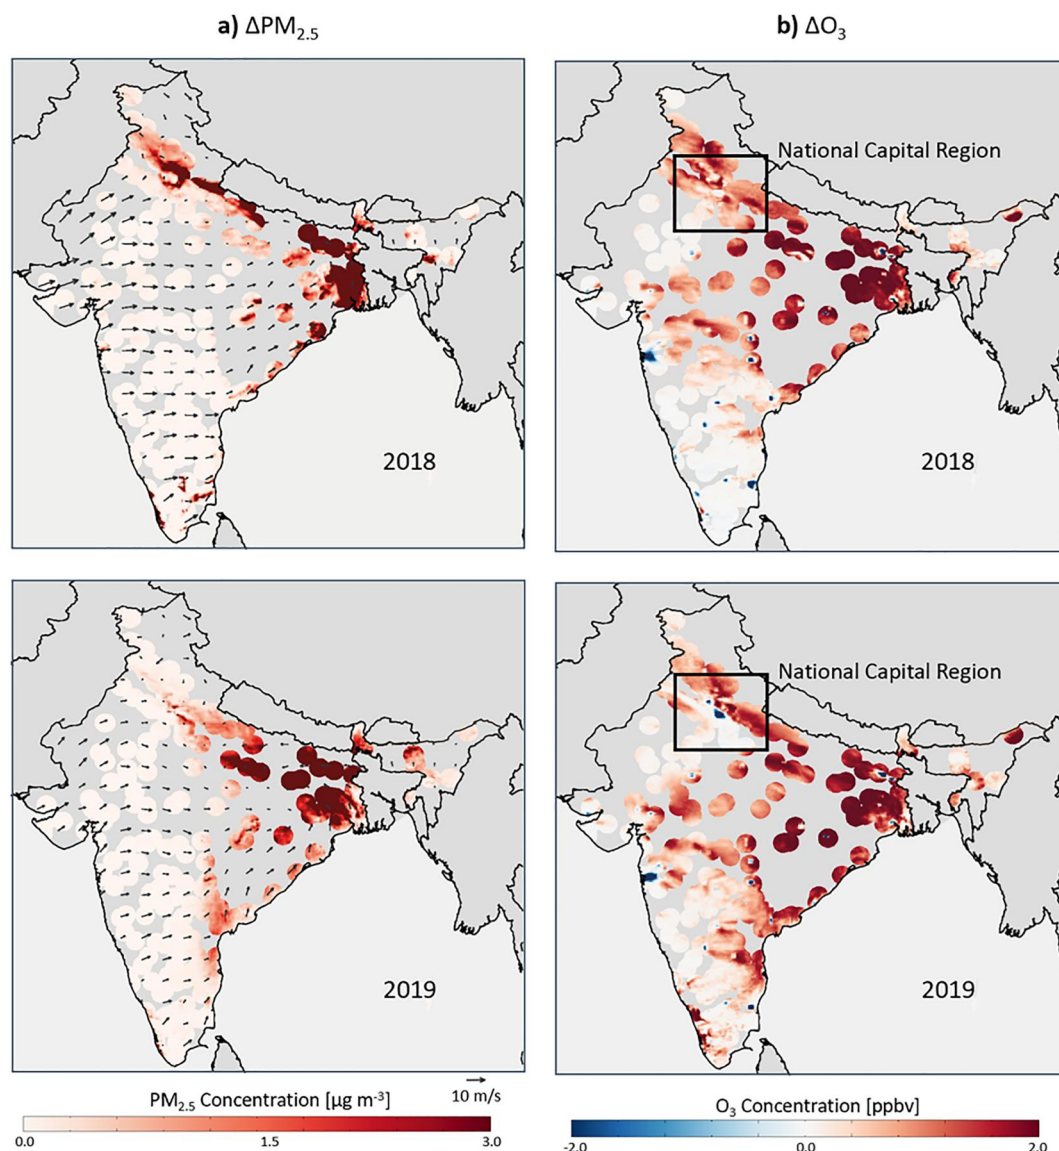 a) ΔPM₂.₅
b) ΔO₃
National Capital Region
2018
2018
National Capital Region
2019
2019
PM₂.₅ Concentration [µg m⁻³]
10 m/s
0.0 1.5 3.0
O₃ Concentration [ppbv]
-2.0 0.0 2.0